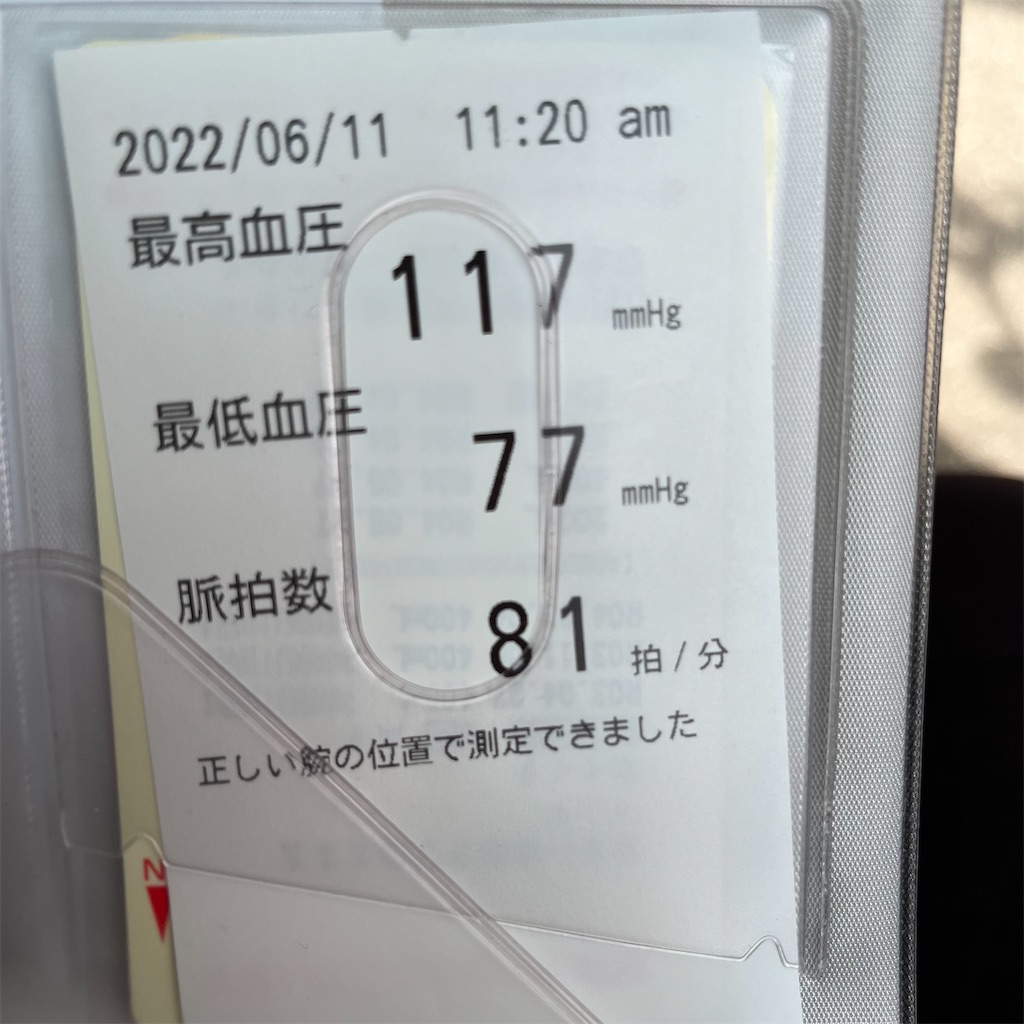 2022/06/11 11:20 am
最高血圧
117 mmHg
最低血圧
77 mmHg
脈拍数
81 拍/分
正しい腕の位置で測定できました
N